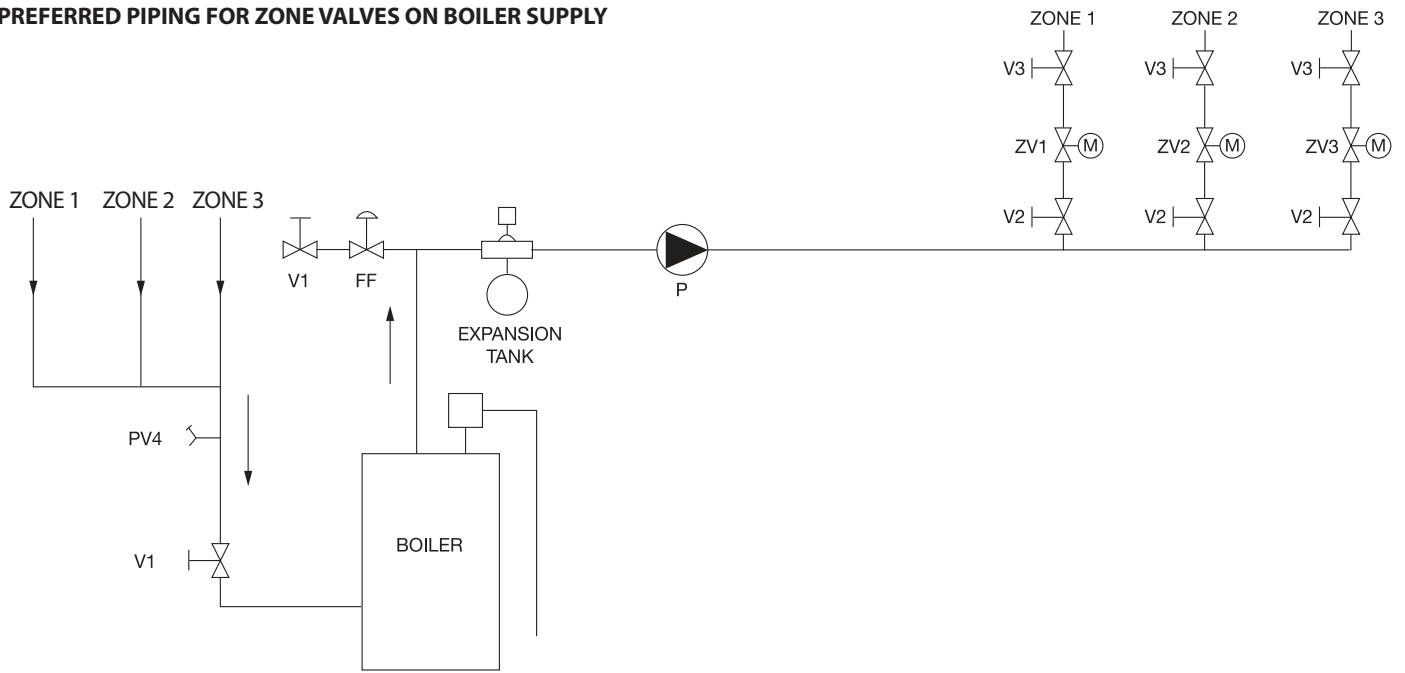 PREFERRED PIPING FOR ZONE VALVES ON BOILER SUPPLY
ZONE 1 ZONE 2 ZONE 3
V3 V3 V3
ZV1 M ZV2 M ZV3 M
V2 V2 V2
ZONE 1 ZONE 2 ZONE 3
V1 FF
P
EXPANSION
TANK
PV4
V1
BOILER